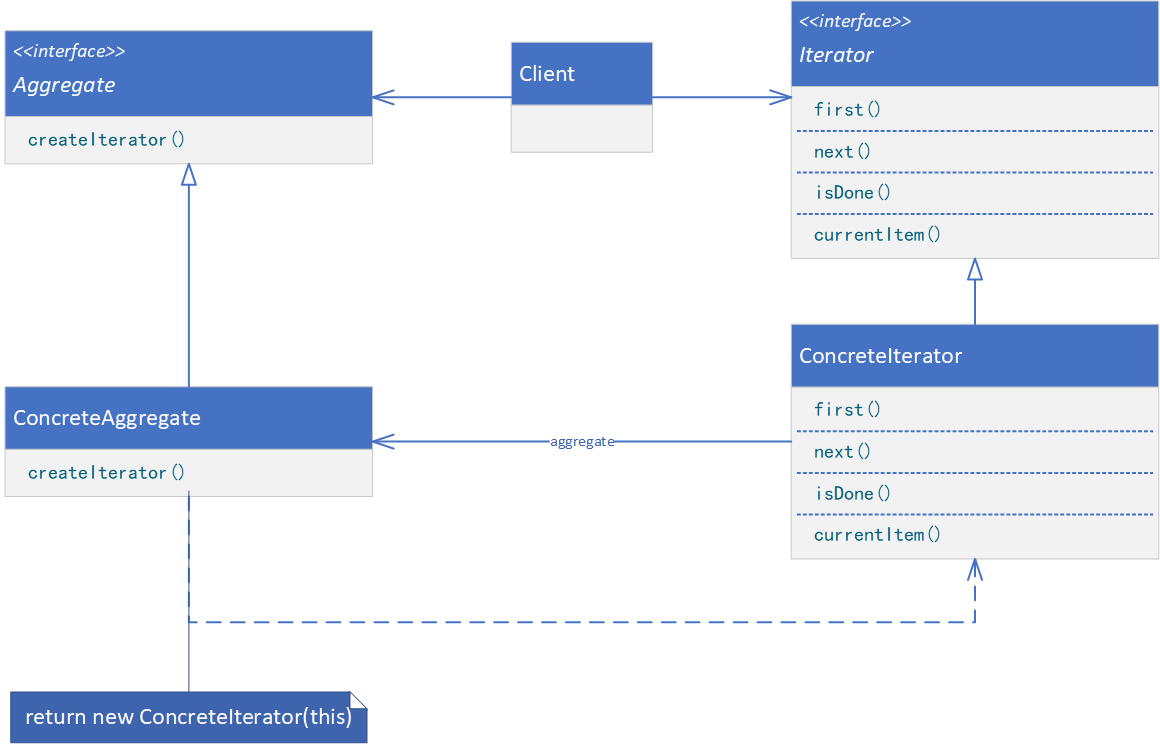 <<interface>>
Aggregate
createIterator()
Client
<<interface>>
Iterator
first()
next()
isDone()
currentItem()
ConcreteAggregate
createIterator()
aggregate
ConcreteIterator
first()
next()
isDone()
currentItem()
return new ConcreteIterator(this)